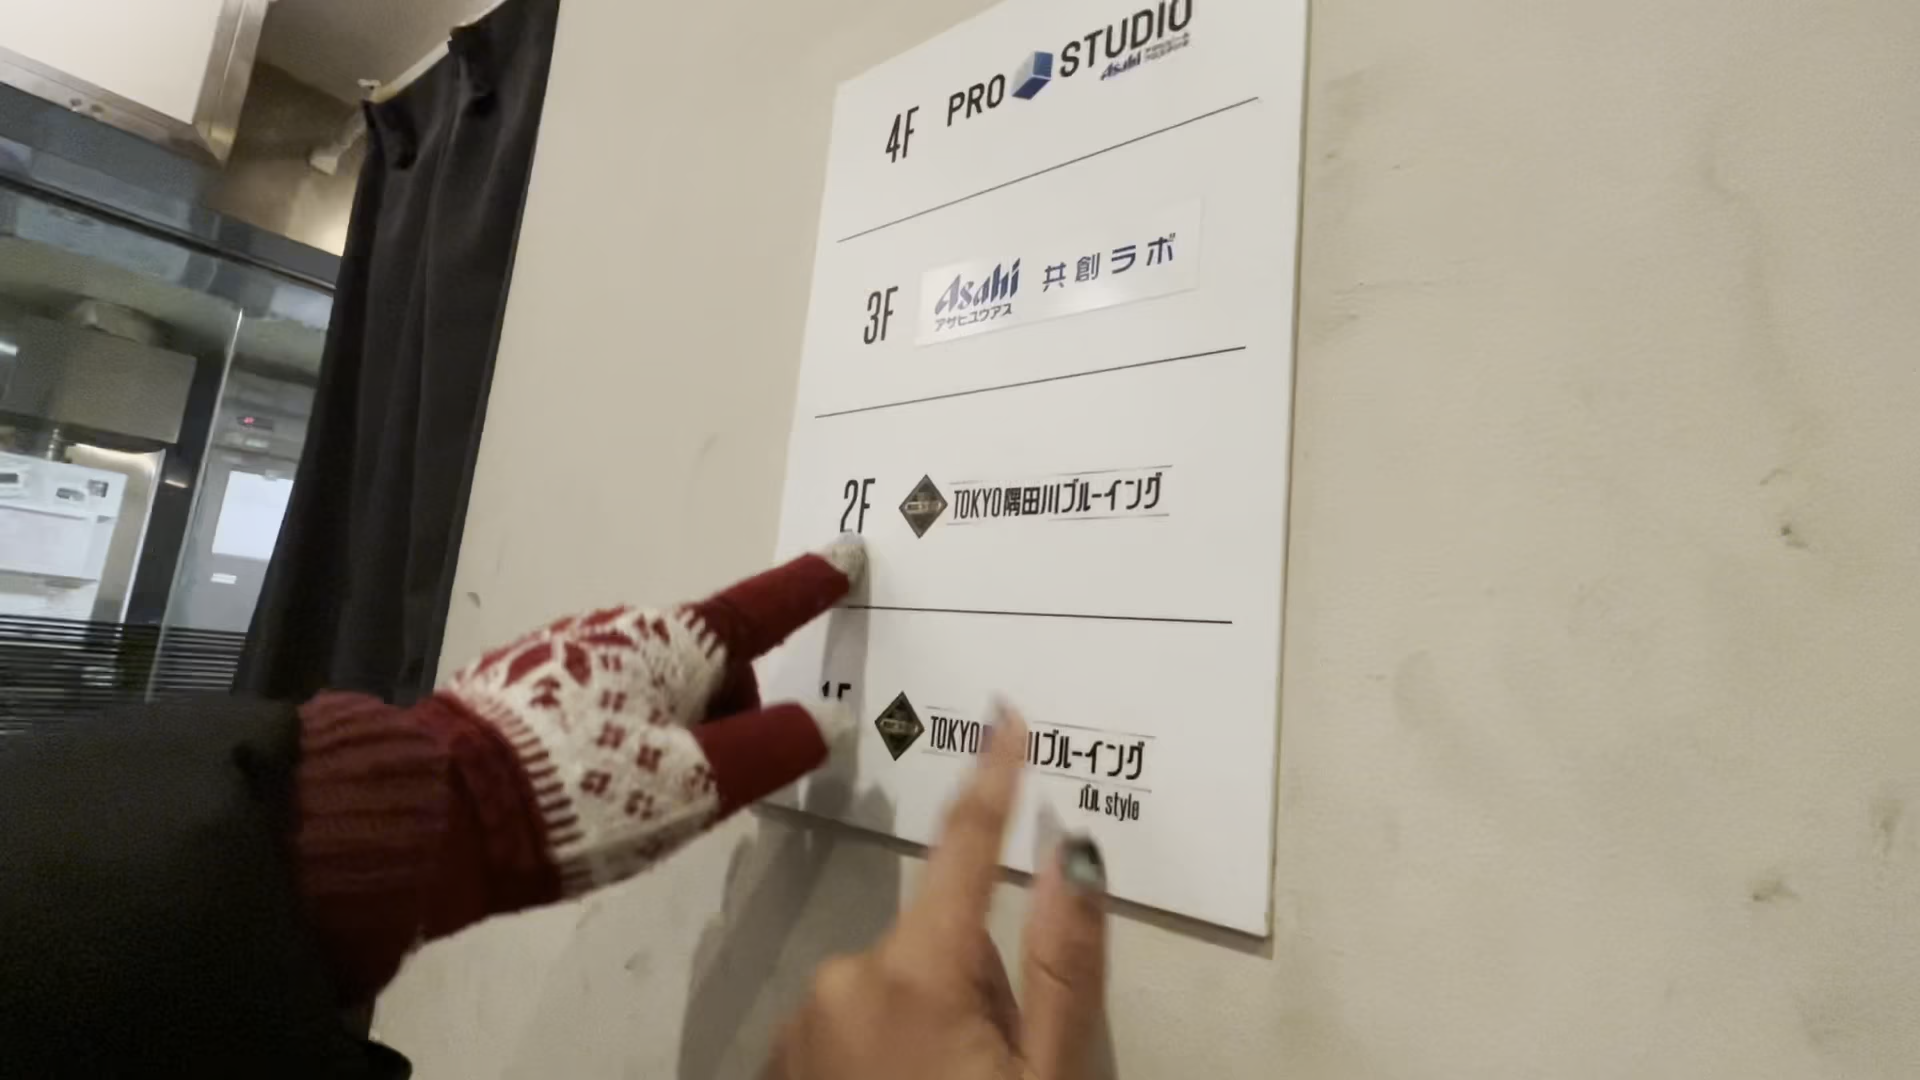 4F PRO STUDIO
Asahi
3F Asahi 共創ラボ
アサヒユウアス
2F TOKYO隅田川ブルーイング
1F TOKYO 川ブルーイング
バル style